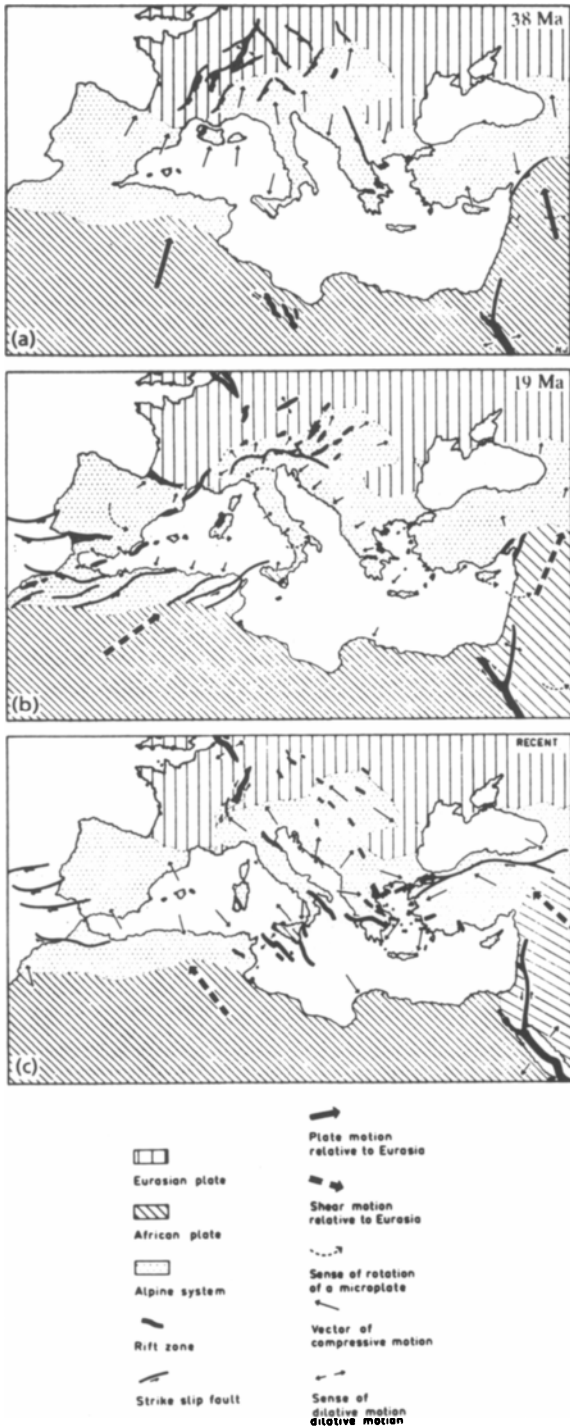 38 Ma
(a)
19 Ma
(b)
RECENT
(c)
Eurasian plate
African plate
Alpine system
Rift zone
Strike slip fault
Plate motion
relative to Eurasia
Shear motion
relative to Eurasia
Sense of rotation
of a microplate
Vector of
compressive motion
Sense of
dilative motion
dilative motion